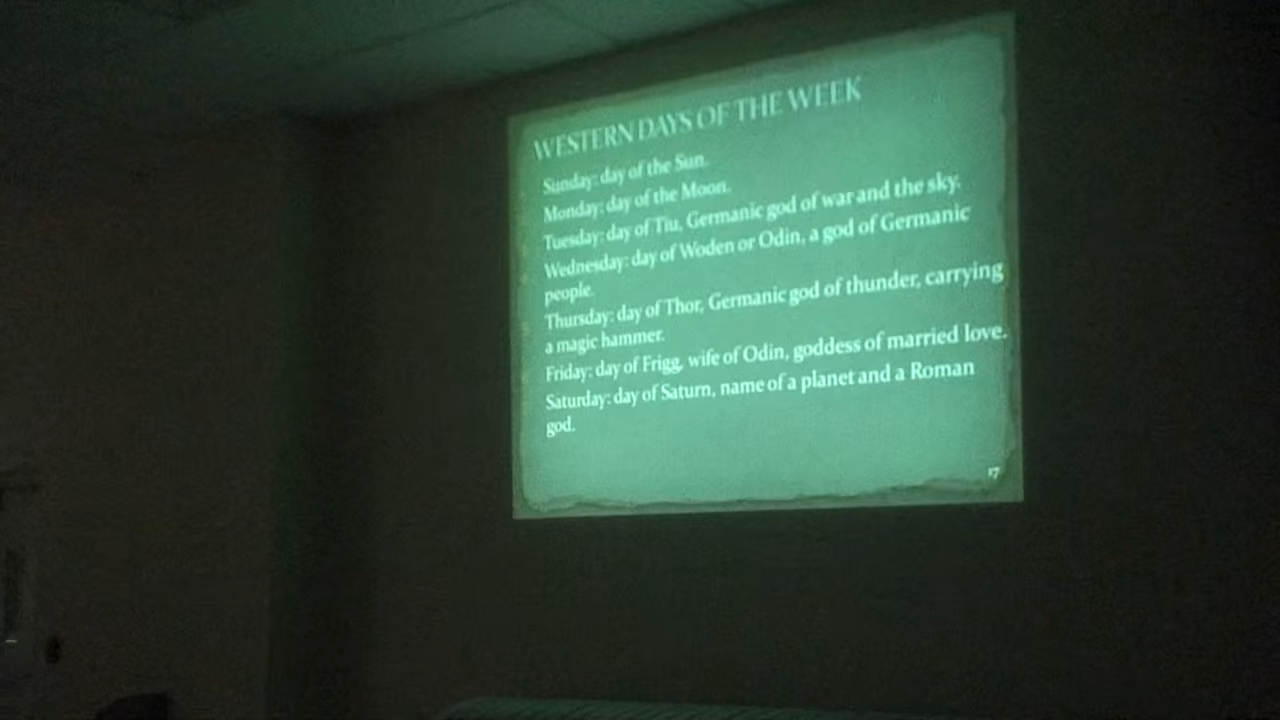 WESTERN DAYS OF THE WEEK
Sunday: day of the Sun.
Monday: day of the Moon.
Tuesday: day of Tiu, Germanic god of war and the sky.
Wednesday: day of Woden or Odin, a god of Germanic
people.
Thursday: day of Thor, Germanic god of thunder, carrying
a magic hammer.
Friday: day of Frigg, wife of Odin, goddess of married love.
Saturday: day of Saturn, name of a planet and a Roman
god.
17